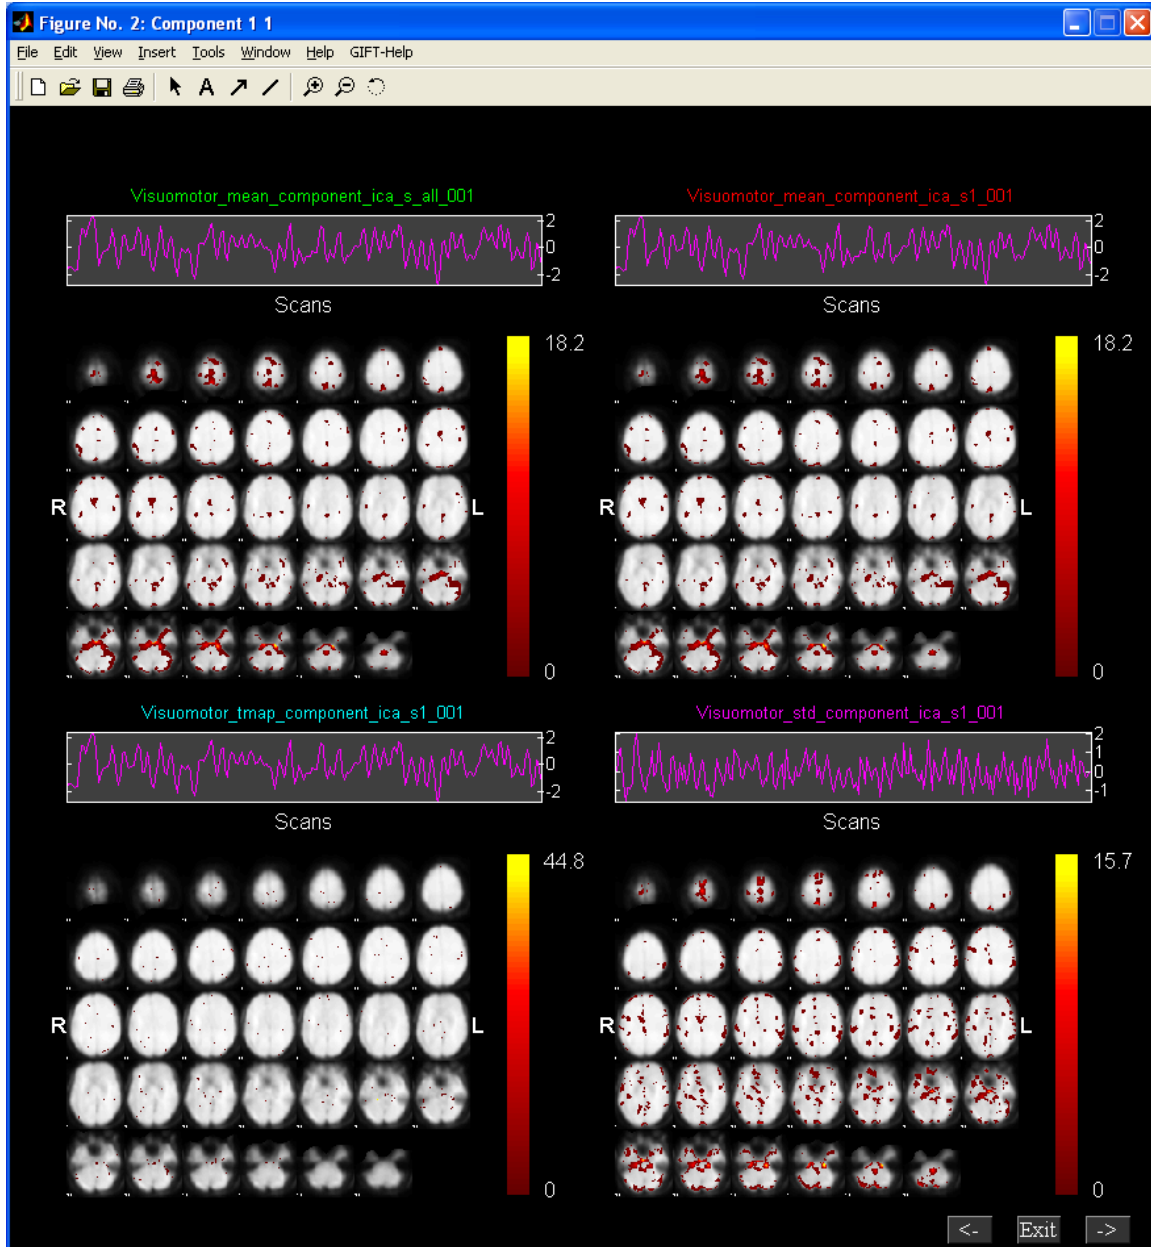 Figure No. 2: Component 1 1
File Edit View Insert Tools Window Help GIFT-Help
A
Visuomotor_mean_component_ica_s_all_001
2
0
-2
Scans
18.2
R
L
0
Visuomotor_mean_component_ica_s1_001
2
0
-2
Scans
18.2
R
L
0
Visuomotor_tmap_component_ica_s1_001
2
0
-2
Scans
44.8
R
L
0
Visuomotor_std_component_ica_s1_001
2
1
0
-1
Scans
15.7
R
L
0
<- Exit ->